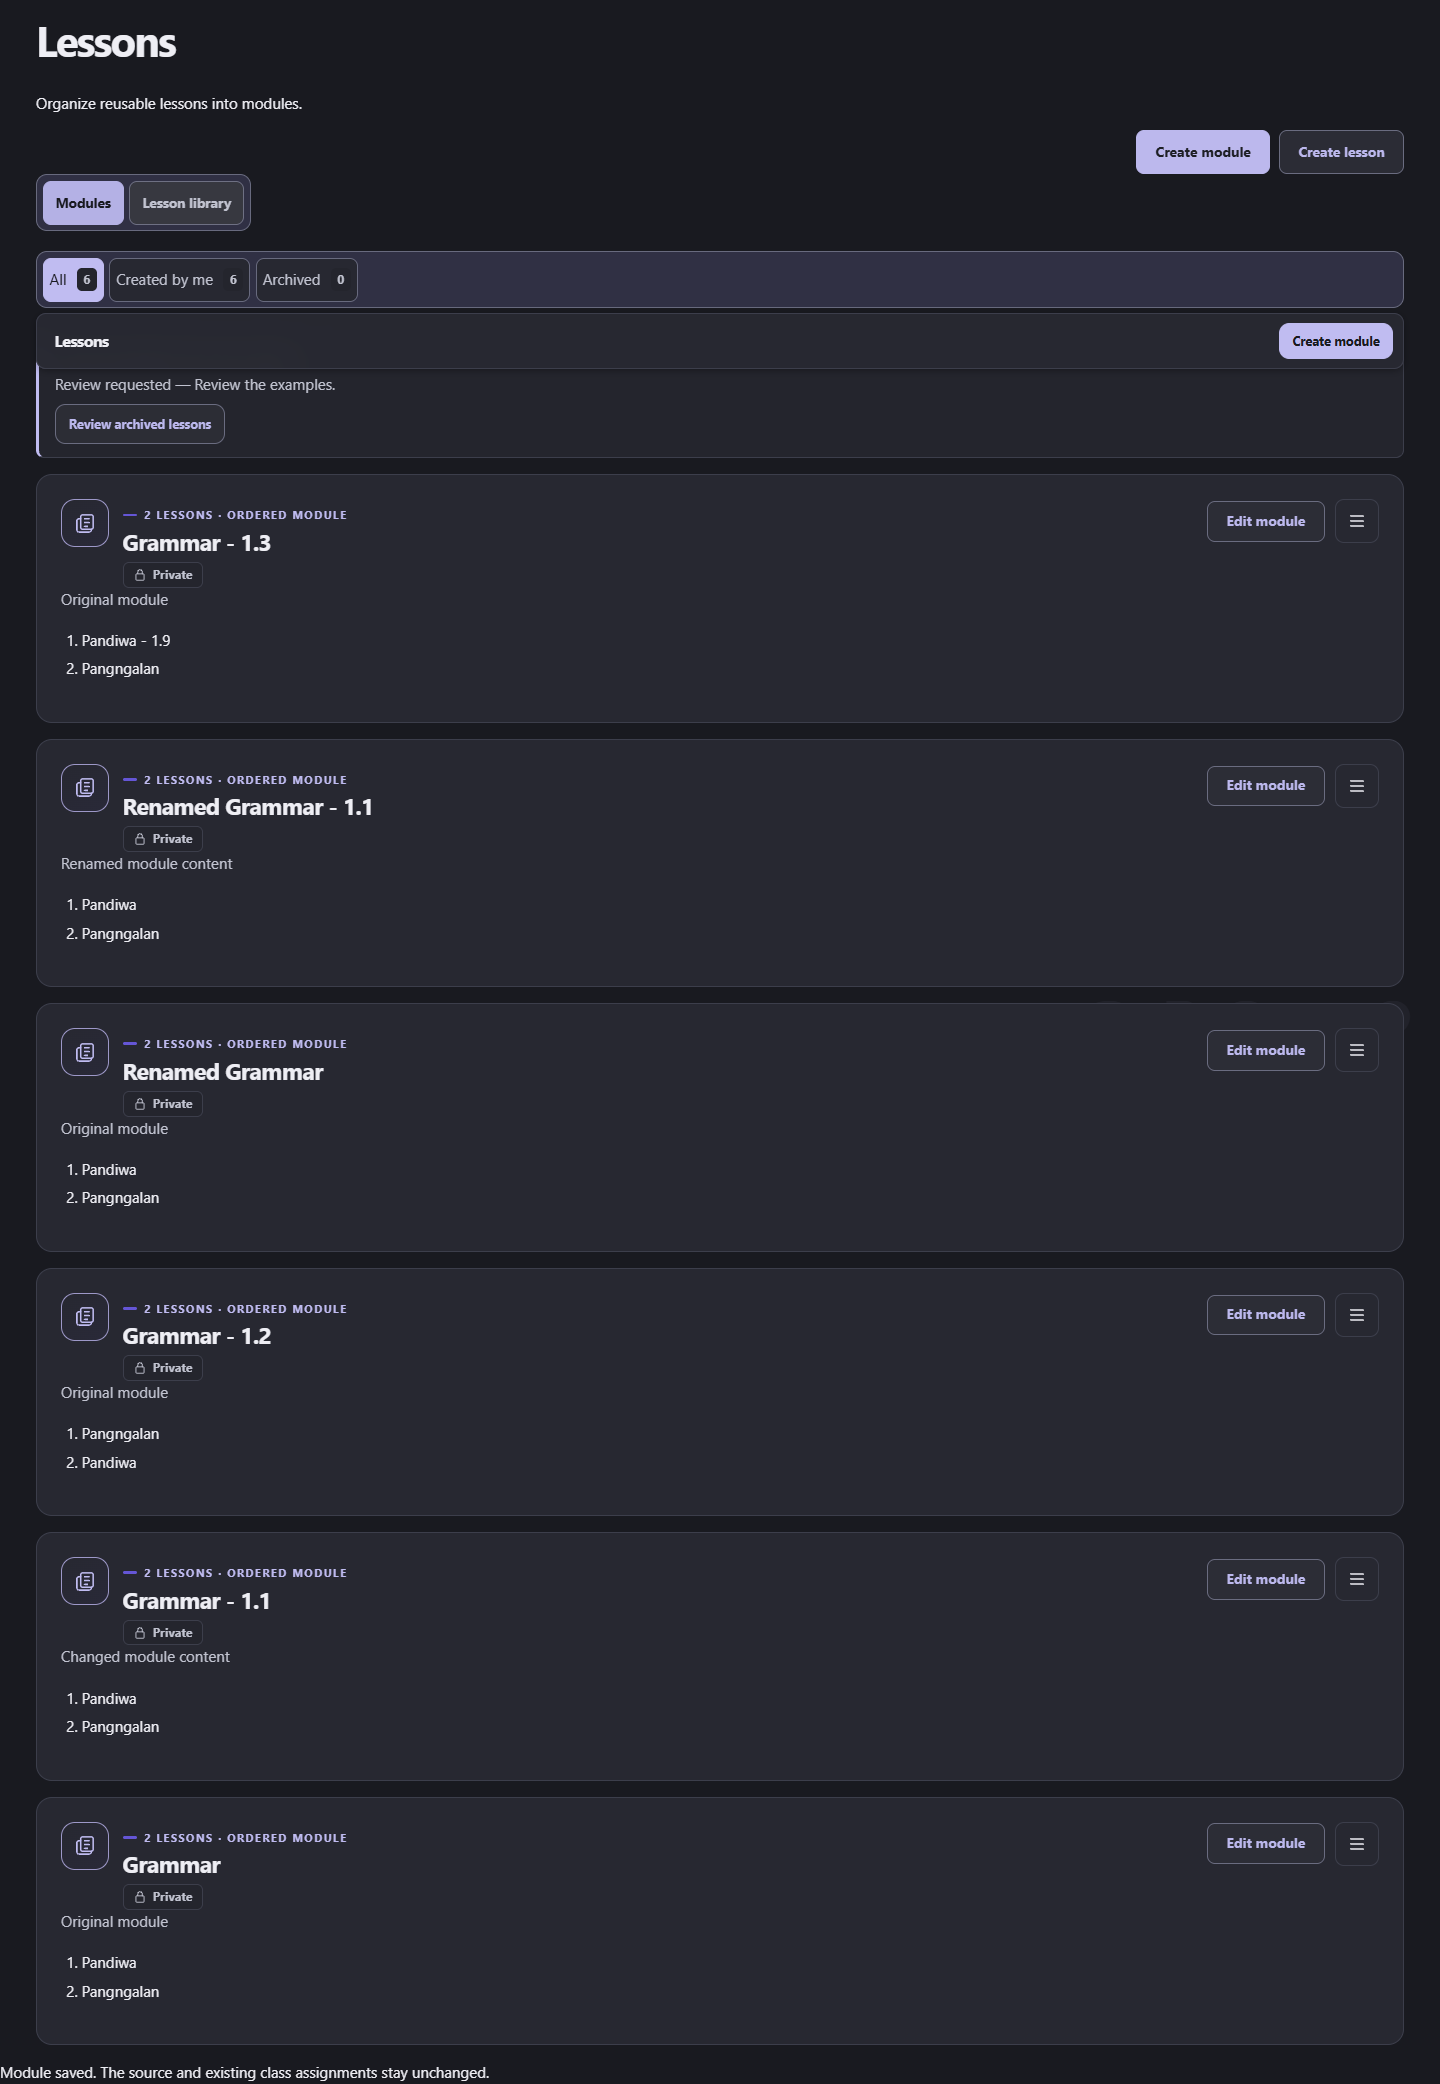 Lessons
Organize reusable lessons into modules.
Create module
Create lesson
Modules
Lesson library
All 6
Created by me 6
Archived 0
Lessons
Create module
Review requested — Review the examples.
Review archived lessons
2 LESSONS · ORDERED MODULE
Grammar - 1.3
Private
Edit module
Original module
1. Pandiwa - 1.9
2. Pangngalan
2 LESSONS · ORDERED MODULE
Renamed Grammar - 1.1
Private
Edit module
Renamed module content
1. Pandiwa
2. Pangngalan
2 LESSONS · ORDERED MODULE
Renamed Grammar
Private
Edit module
Original module
1. Pandiwa
2. Pangngalan
2 LESSONS · ORDERED MODULE
Grammar - 1.2
Private
Edit module
Original module
1. Pangngalan
2. Pandiwa
2 LESSONS · ORDERED MODULE
Grammar - 1.1
Private
Edit module
Changed module content
1. Pandiwa
2. Pangngalan
2 LESSONS · ORDERED MODULE
Grammar
Private
Edit module
Original module
1. Pandiwa
2. Pangngalan
Module saved. The source and existing class assignments stay unchanged.